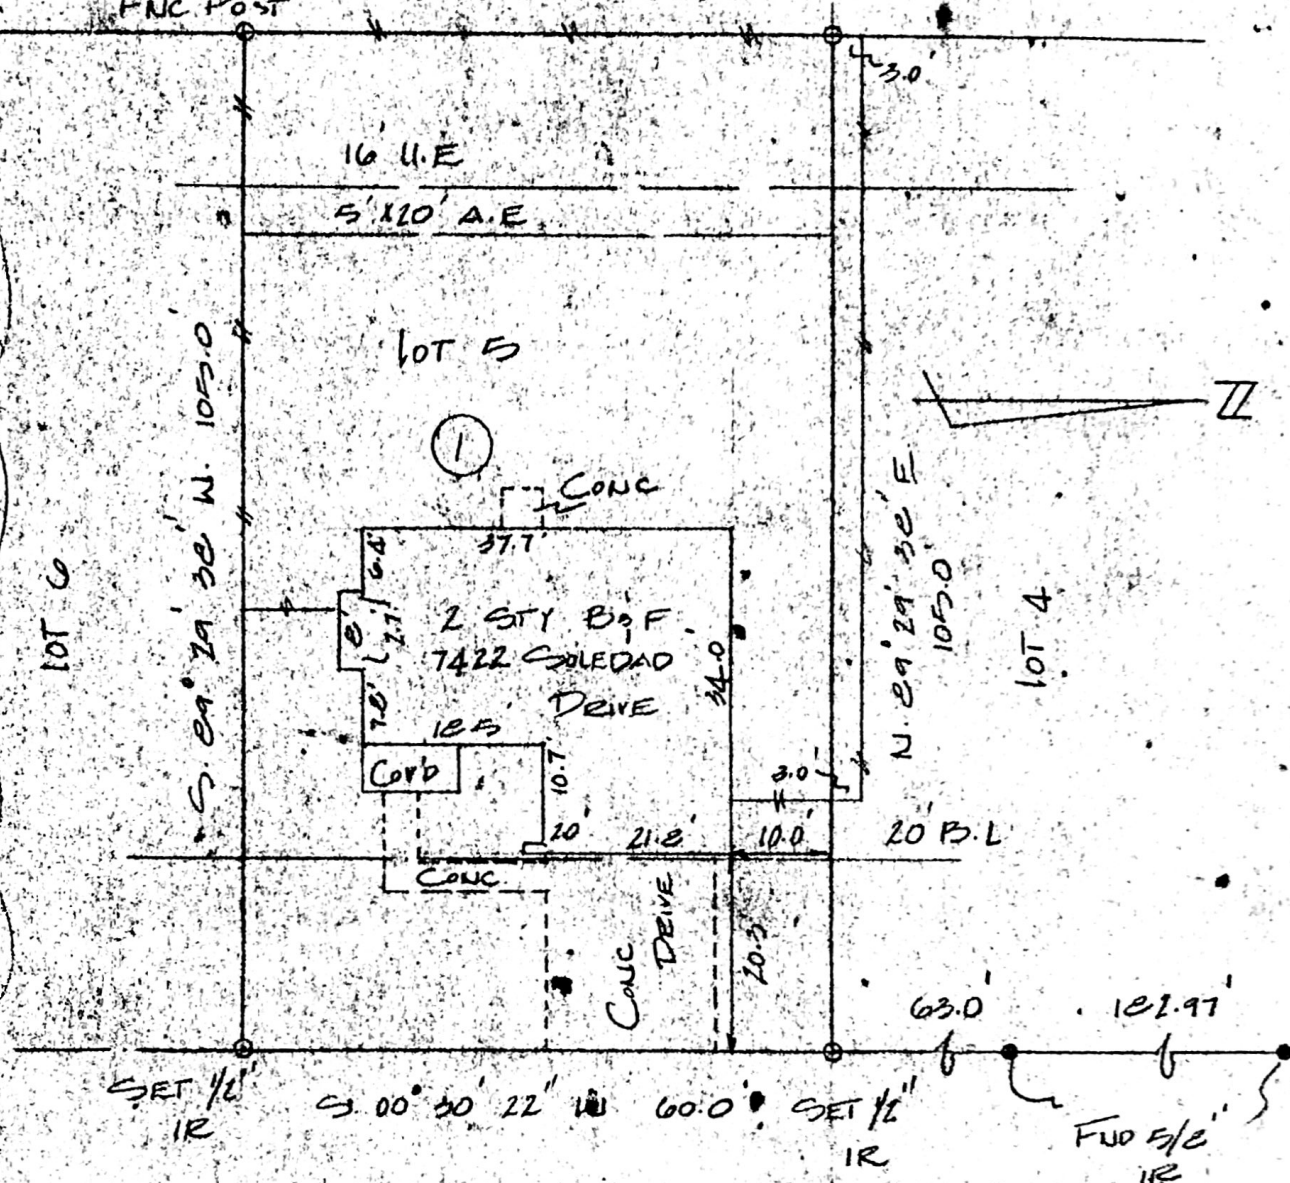 FNC. POST
3.0'
16' U.E
5' X 20' A.E.
LOT 5
1
CONC
37.7'
6.4'
8'
2.7'
7.8'
2 STY B&F
7422 SOLEDAD
DRIVE
34.0'
18.5'
Cov'd
10.7'
20'
21.8'
10.0'
3.0'
20' B.L
CONC
CONC
DRIVE
20.3'
LOT 6
S. 89° 29' 38" W. 105.0'
N. 89° 29' 38" E
105.0'
LOT 4
63.0'
182.97'
SET 1/2"
IR
S. 00° 30' 22" W 60.0'
SET 1/2"
IR
FND 5/8"
IR